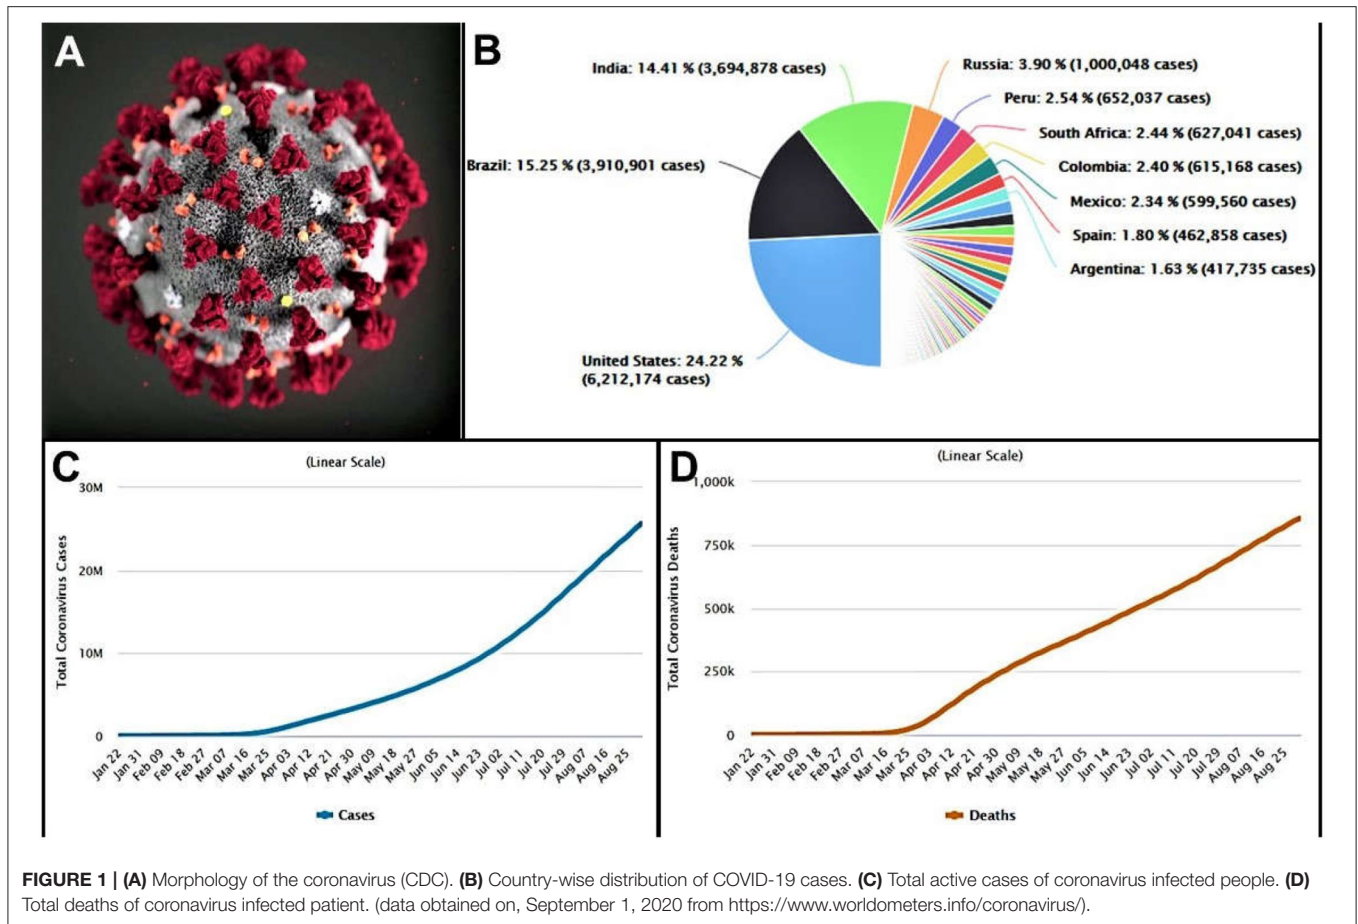 A
B
India: 14.41 % (3,694,878 cases)
Russia: 3.90 % (1,000,048 cases)
Peru: 2.54 % (652,037 cases)
South Africa: 2.44 % (627,041 cases)
Brazil: 15.25 % (3,910,901 cases)
Colombia: 2.40 % (615,168 cases)
Mexico: 2.34 % (599,560 cases)
Spain: 1.80 % (462,858 cases)
Argentina: 1.63 % (417,735 cases)
United States: 24.22 %
(6,212,174 cases)
C
(Linear Scale)
Total Coronavirus Cases
30M
20M
10M
0
Jan 22
Jan 31
Feb 09
Feb 18
Feb 27
Mar 07
Mar 16
Mar 25
Apr 03
Apr 12
Apr 21
Apr 30
May 09
May 18
May 27
Jun 05
Jun 14
Jun 23
Jul 02
Jul 11
Jul 20
Jul 29
Aug 07
Aug 16
Aug 25
Cases
D
(Linear Scale)
Total Coronavirus Deaths
1,000k
750k
500k
250k
0
Jan 22
Jan 31
Feb 09
Feb 18
Feb 27
Mar 07
Mar 16
Mar 25
Apr 03
Apr 12
Apr 21
Apr 30
May 09
May 18
May 27
Jun 05
Jun 14
Jun 23
Jul 02
Jul 11
Jul 20
Jul 29
Aug 07
Aug 16
Aug 25
Deaths
FIGURE 1 | (A) Morphology of the coronavirus (CDC). (B) Country-wise distribution of COVID-19 cases. (C) Total active cases of coronavirus infected people. (D)
Total deaths of coronavirus infected patient. (data obtained on, September 1, 2020 from https://www.worldometers.info/coronavirus/).